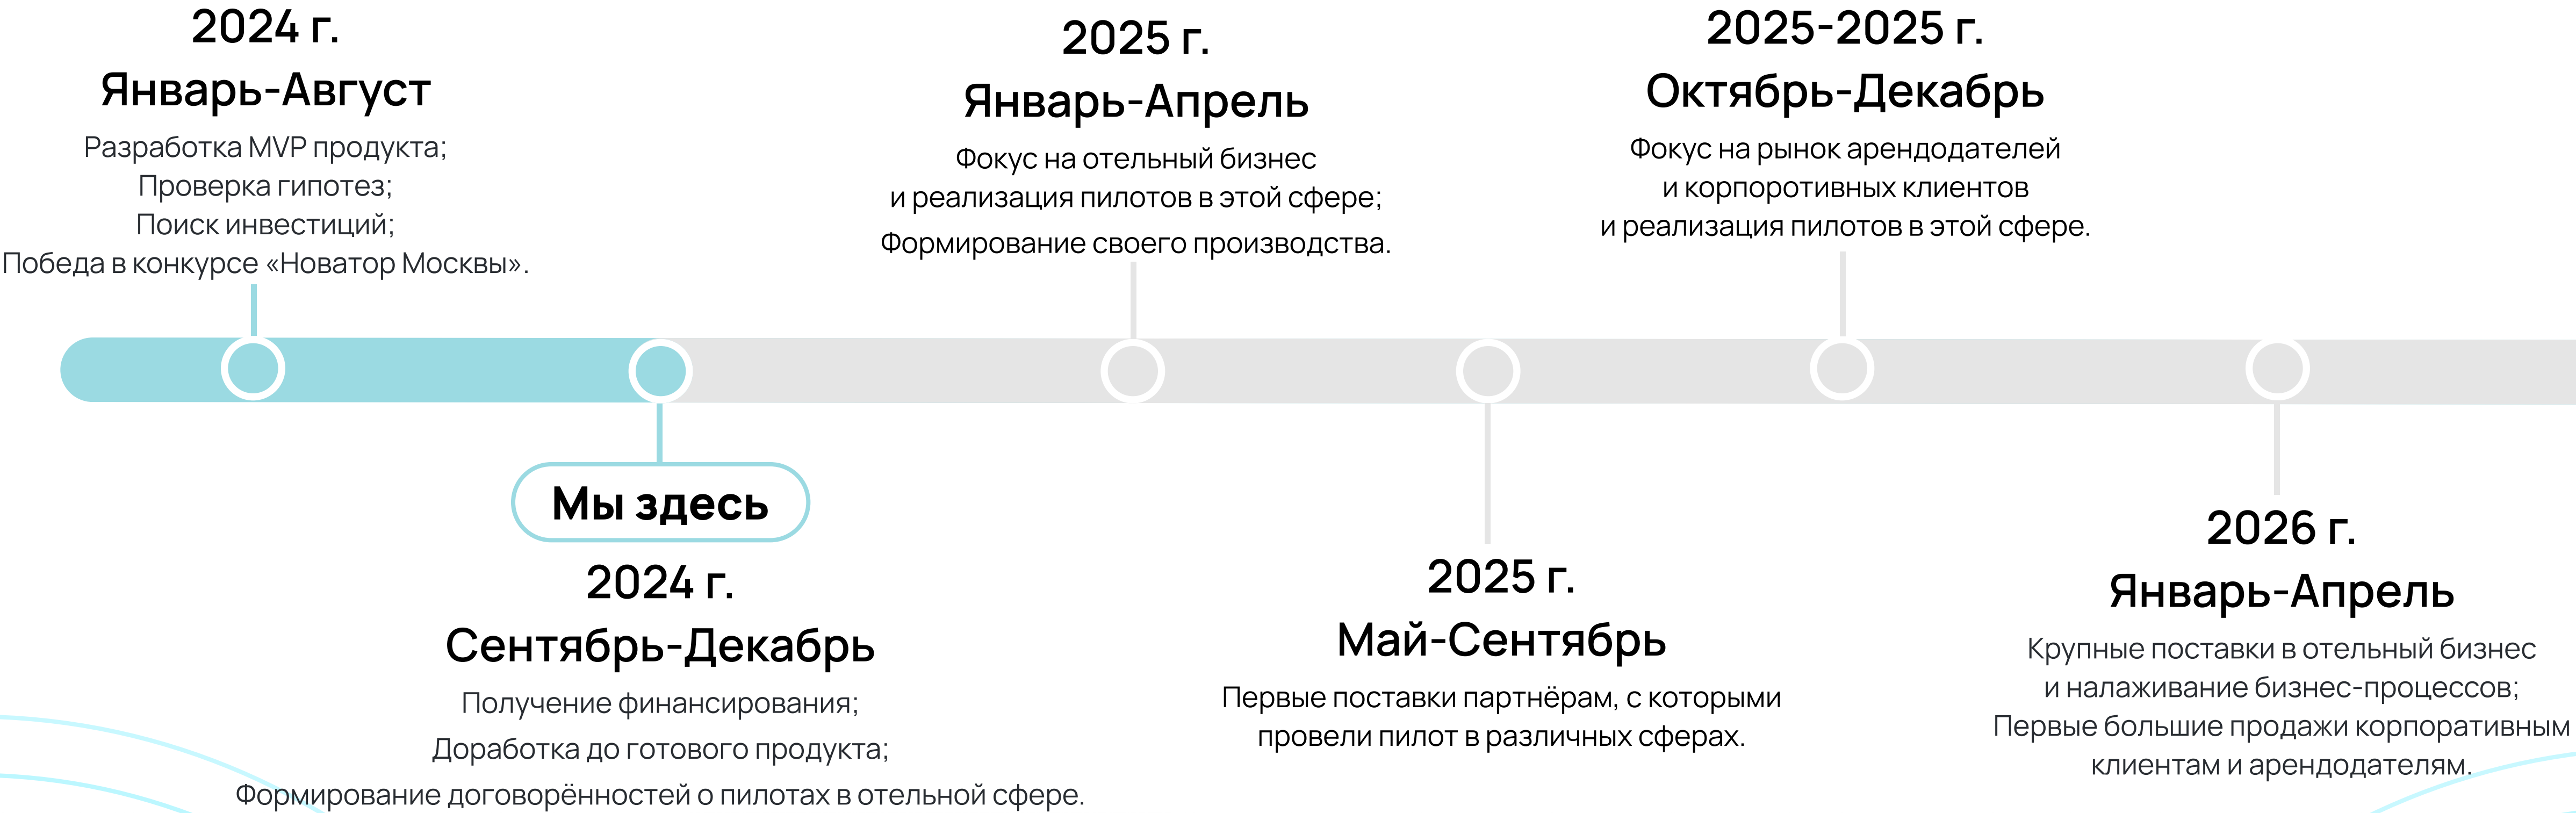 2024 г.
Январь-Август
Разработка MVP продукта;
Проверка гипотез;
Поиск инвестиций;
Победа в конкурсе «Новатор Москвы».
Мы здесь
2024 г.
Сентябрь-Декабрь
Получение финансирования;
Доработка до готового продукта;
Формирование договорённостей о пилотах в отельной сфере.
2025 г.
Январь-Апрель
Фокус на отельный бизнес
и реализация пилотов в этой сфере;
Формирование своего производства.
2025 г.
Май-Сентябрь
Первые поставки партнёрам, с которыми
провели пилот в различных сферах.
2025-2025 г.
Октябрь-Декабрь
Фокус на рынок арендодателей
и корпоротивных клиентов
и реализация пилотов в этой сфере.
2026 г.
Январь-Апрель
Крупные поставки в отельный бизнес
и налаживание бизнес-процессов;
Первые большие продажи корпоративным
клиентам и арендодателям.